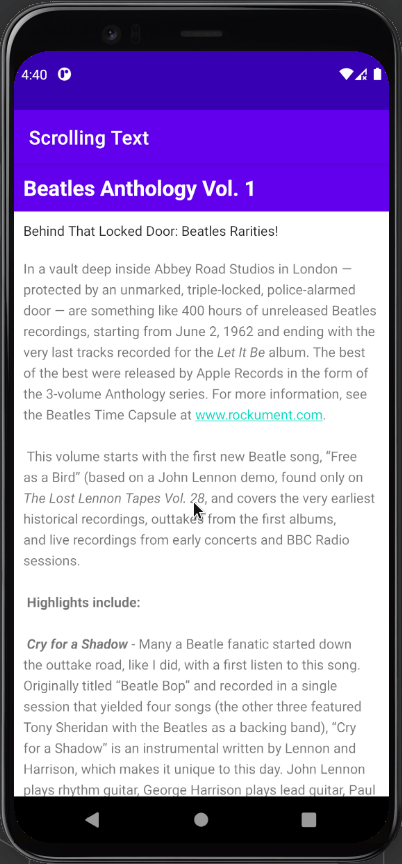 4:40
Scrolling Text
Beatles Anthology Vol. 1
Behind That Locked Door: Beatles Rarities!
In a vault deep inside Abbey Road Studios in London —
protected by an unmarked, triple-locked, police-alarmed
door — are something like 400 hours of unreleased Beatles
recordings, starting from June 2, 1962 and ending with the
very last tracks recorded for the Let It Be album. The best
of the best were released by Apple Records in the form of
the 3-volume Anthology series. For more information, see
the Beatles Time Capsule at www.rockument.com.
This volume starts with the first new Beatle song, “Free
as a Bird” (based on a John Lennon demo, found only on
The Lost Lennon Tapes Vol. 28, and covers the very earliest
historical recordings, outtakes from the first albums,
and live recordings from early concerts and BBC Radio
sessions.
Highlights include:
Cry for a Shadow - Many a Beatle fanatic started down
the outtake road, like I did, with a first listen to this song.
Originally titled “Beatle Bop” and recorded in a single
session that yielded four songs (the other three featured
Tony Sheridan with the Beatles as a backing band), “Cry
for a Shadow” is an instrumental written by Lennon and
Harrison, which makes it unique to this day. John Lennon
plays rhythm guitar, George Harrison plays lead guitar, Paul